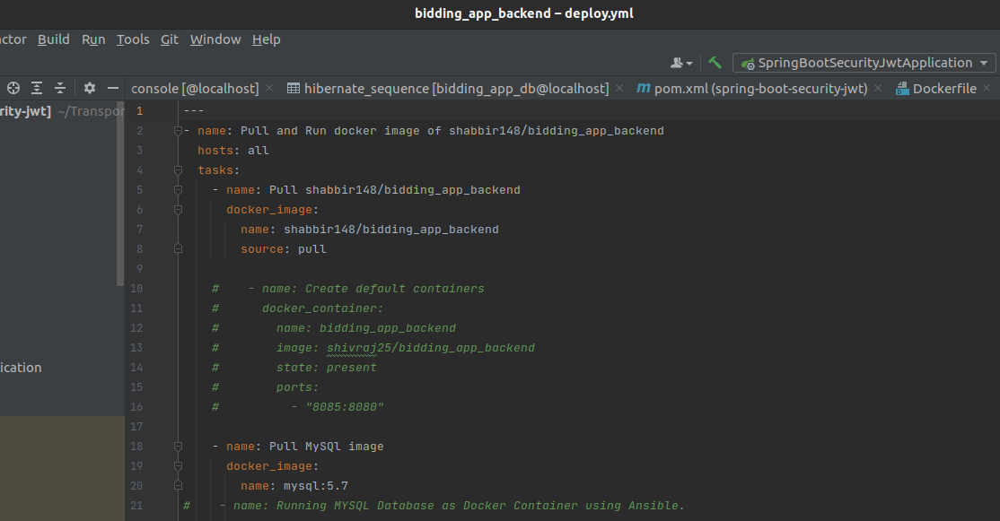 bidding_app_backend – deploy.yml
actor Build Run Tools Git Window Help
SpringBootSecurityJwtApplication
console [@localhost] hibernate_sequence [bidding_app_db@localhost] m pom.xml (spring-boot-security-jwt) Dockerfile
rity-jwt] ~/Transpor
ication
1 ---
2 - name: Pull and Run docker image of shabbir148/bidding_app_backend
3 hosts: all
4 tasks:
5 - name: Pull shabbir148/bidding_app_backend
6 docker_image:
7 name: shabbir148/bidding_app_backend
8 source: pull
9
10 # - name: Create default containers
11 # docker_container:
12 # name: bidding_app_backend
13 # image: shivraj25/bidding_app_backend
14 # state: present
15 # ports:
16 # - "8085:8080"
17
18 - name: Pull MySQl image
19 docker_image:
20 name: mysql:5.7
21 # - name: Running MYSQL Database as Docker Container using Ansible.